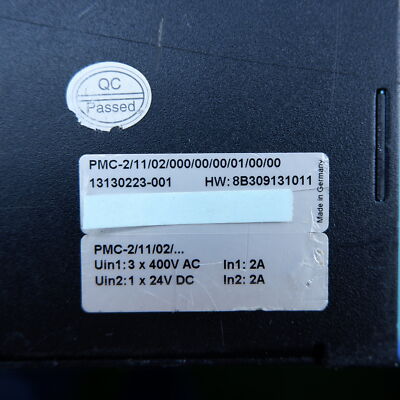 QC
Passed
PMC-2/11/02/000/00/00/01/00/00
13130223-001 HW: 8B309131011
Made in Germany
PMC-2/11/02/...
Uin1: 3 x 400V AC In1: 2A
Uin2: 1 x 24V DC In2: 2A